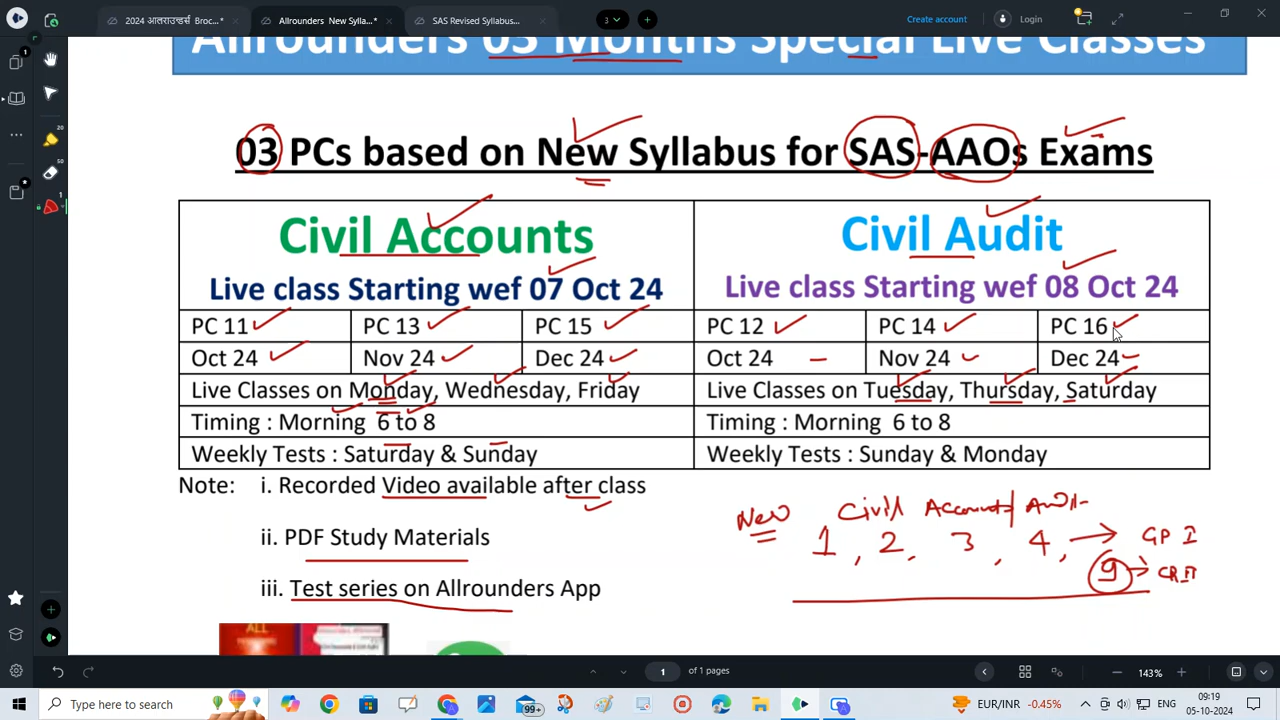 2024 आलराउन्डर्स Broc... *
Allrounders New Sylla... *
SAS Revised Syllabus...
3
Create account
Login
Allrounders 03 Months Special Live Classes
03 PCs based on New Syllabus for SAS-AAOs Exams
Civil Accounts
Civil Audit
Live class Starting wef 07 Oct 24
Live class Starting wef 08 Oct 24
PC 11 PC 13 PC 15 PC 12 PC 14 PC 16
Oct 24 Nov 24 Dec 24 Oct 24 Nov 24 Dec 24
Live Classes on Monday, Wednesday, Friday
Live Classes on Tuesday, Thursday, Saturday
Timing : Morning 6 to 8
Timing : Morning 6 to 8
Weekly Tests : Saturday & Sunday
Weekly Tests : Sunday & Monday
Note: i. Recorded Video available after class
ii. PDF Study Materials
iii. Test series on Allrounders App
New Civil Accounts/Audit
1, 2, 3, 4, → GP I
9 →
ALL
1 of 1 pages
143%
Type here to search
99+
EUR/INR -0.45%
ENG
09:19
05-10-2024